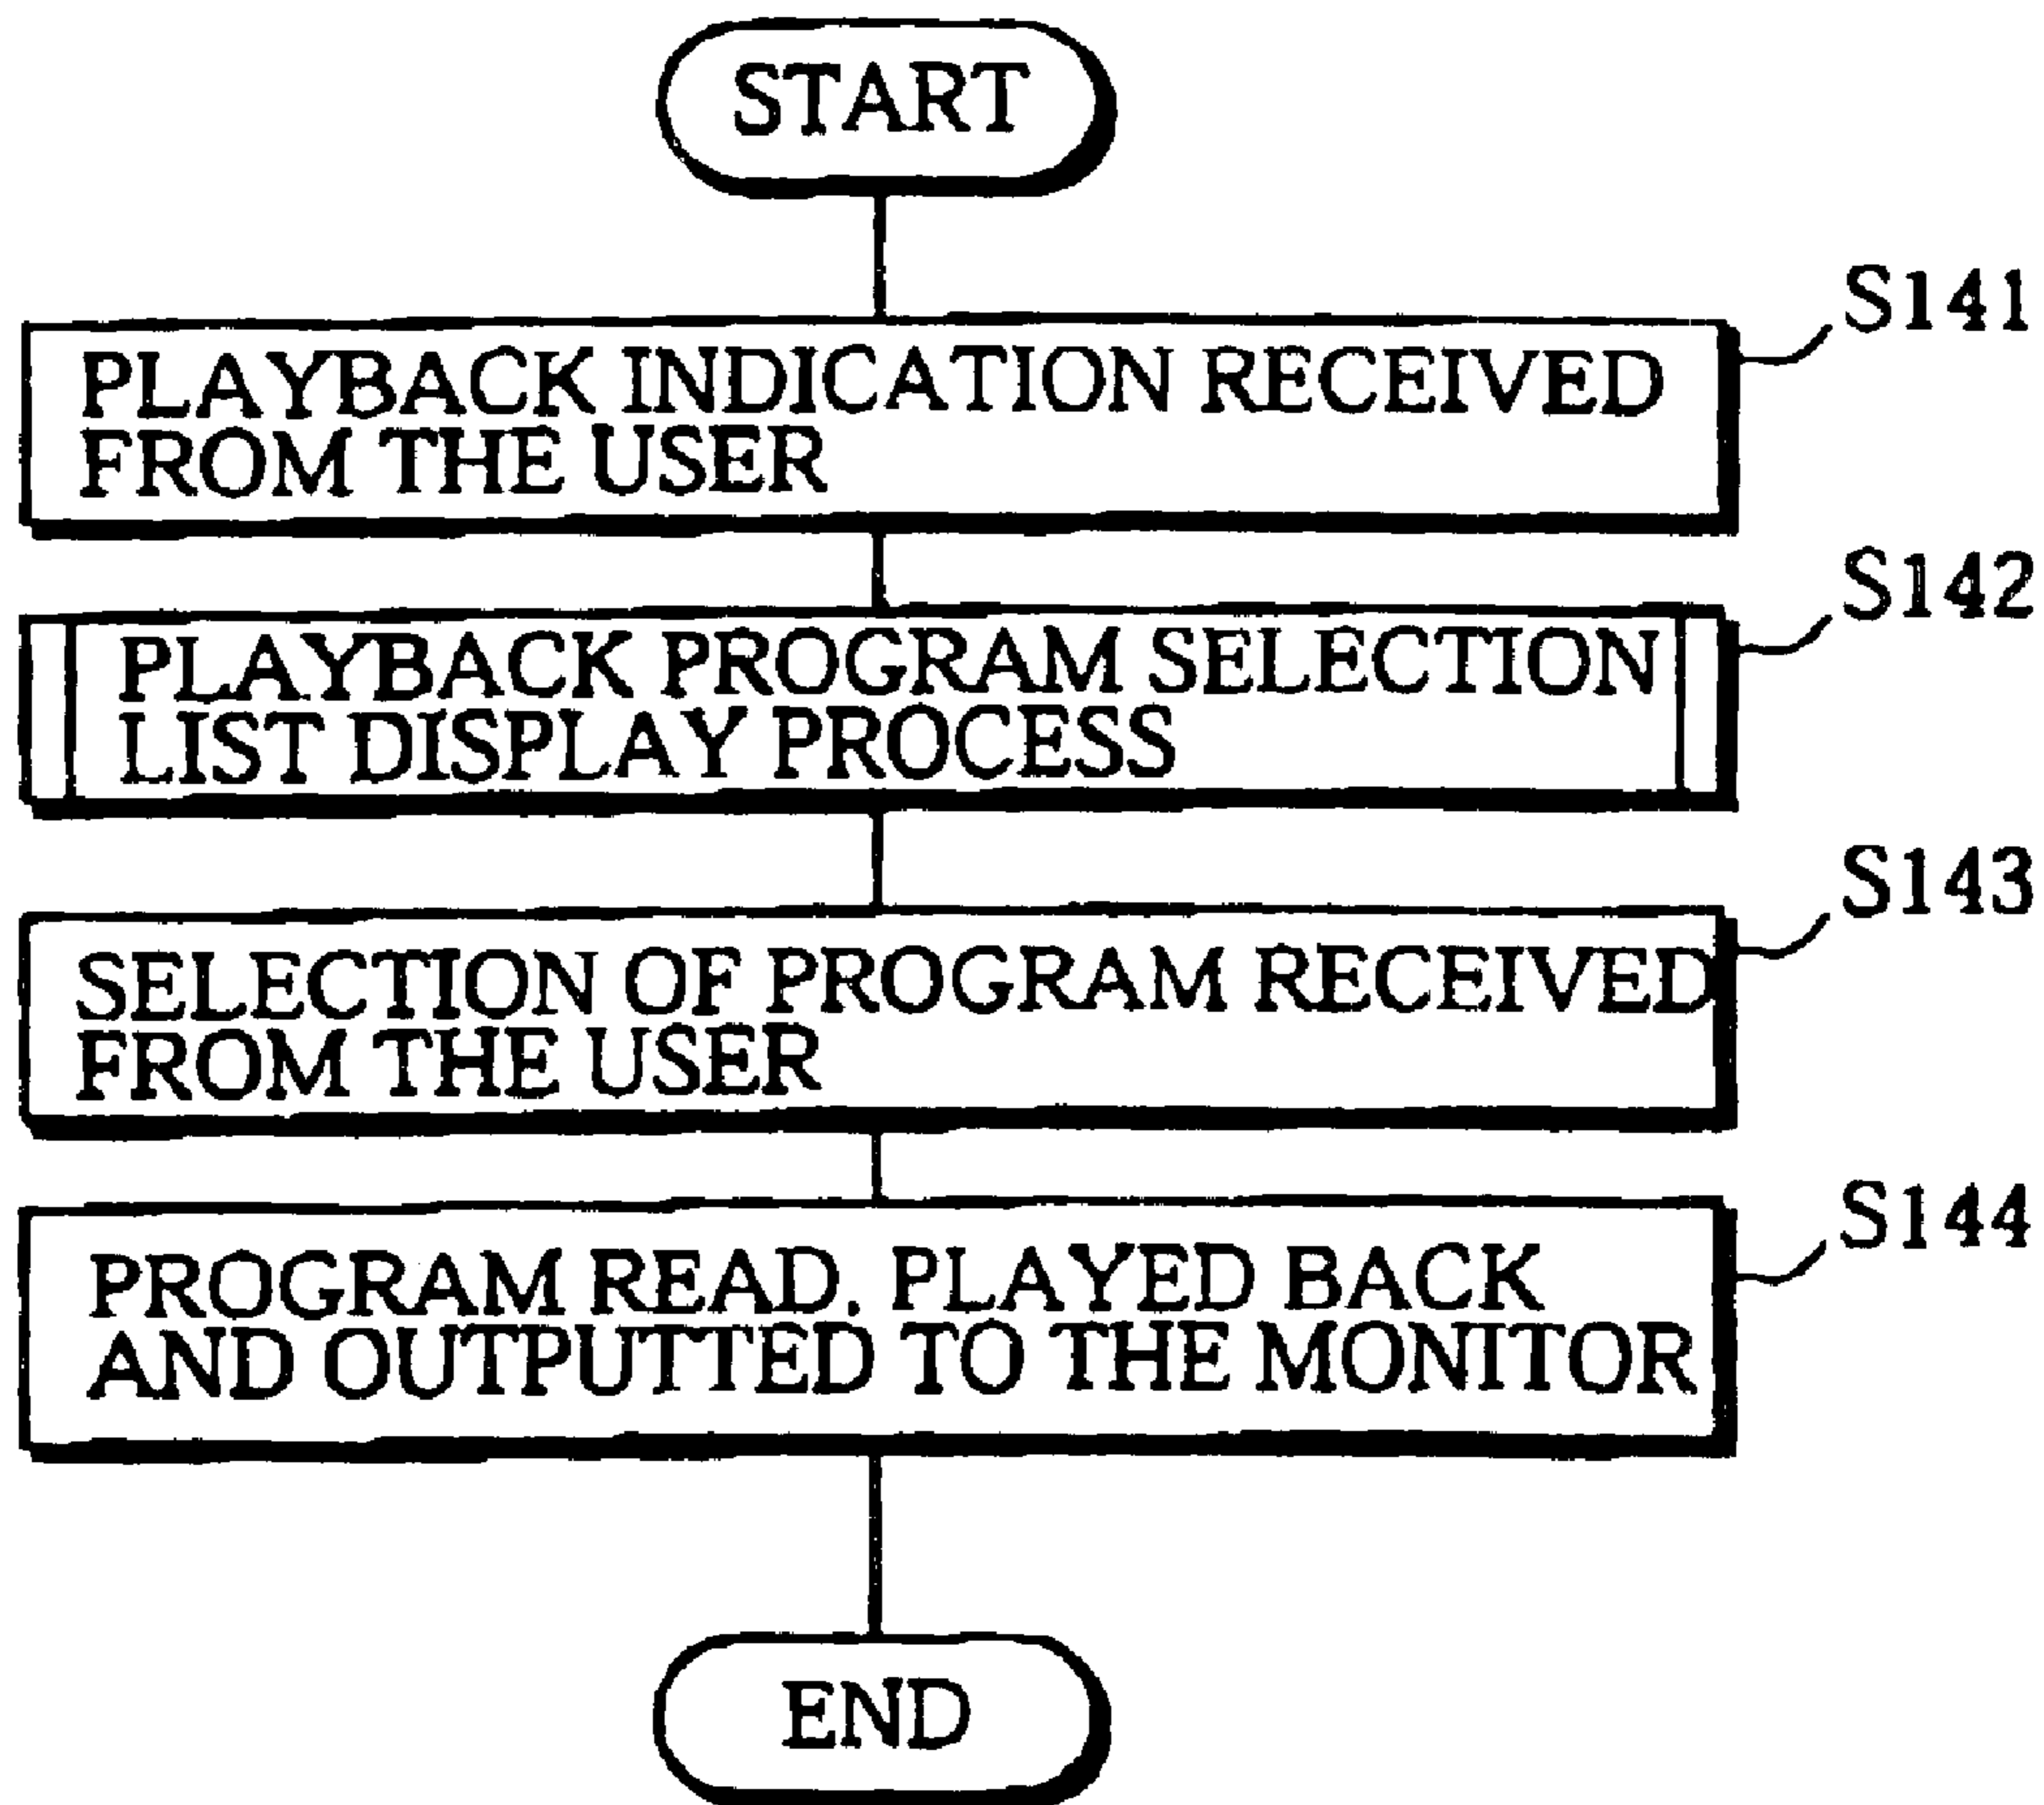 START
S141
PLAYBACK INDICATION RECEIVED
FROM THE USER
S142
PLAYBACK PROGRAM SELECTION
LIST DISPLAY PROCESS
S143
SELECTION OF PROGRAM RECEIVED
FROM THE USER
S144
PROGRAM READ, PLAYED BACK
AND OUTPUTTED TO THE MONITOR
END